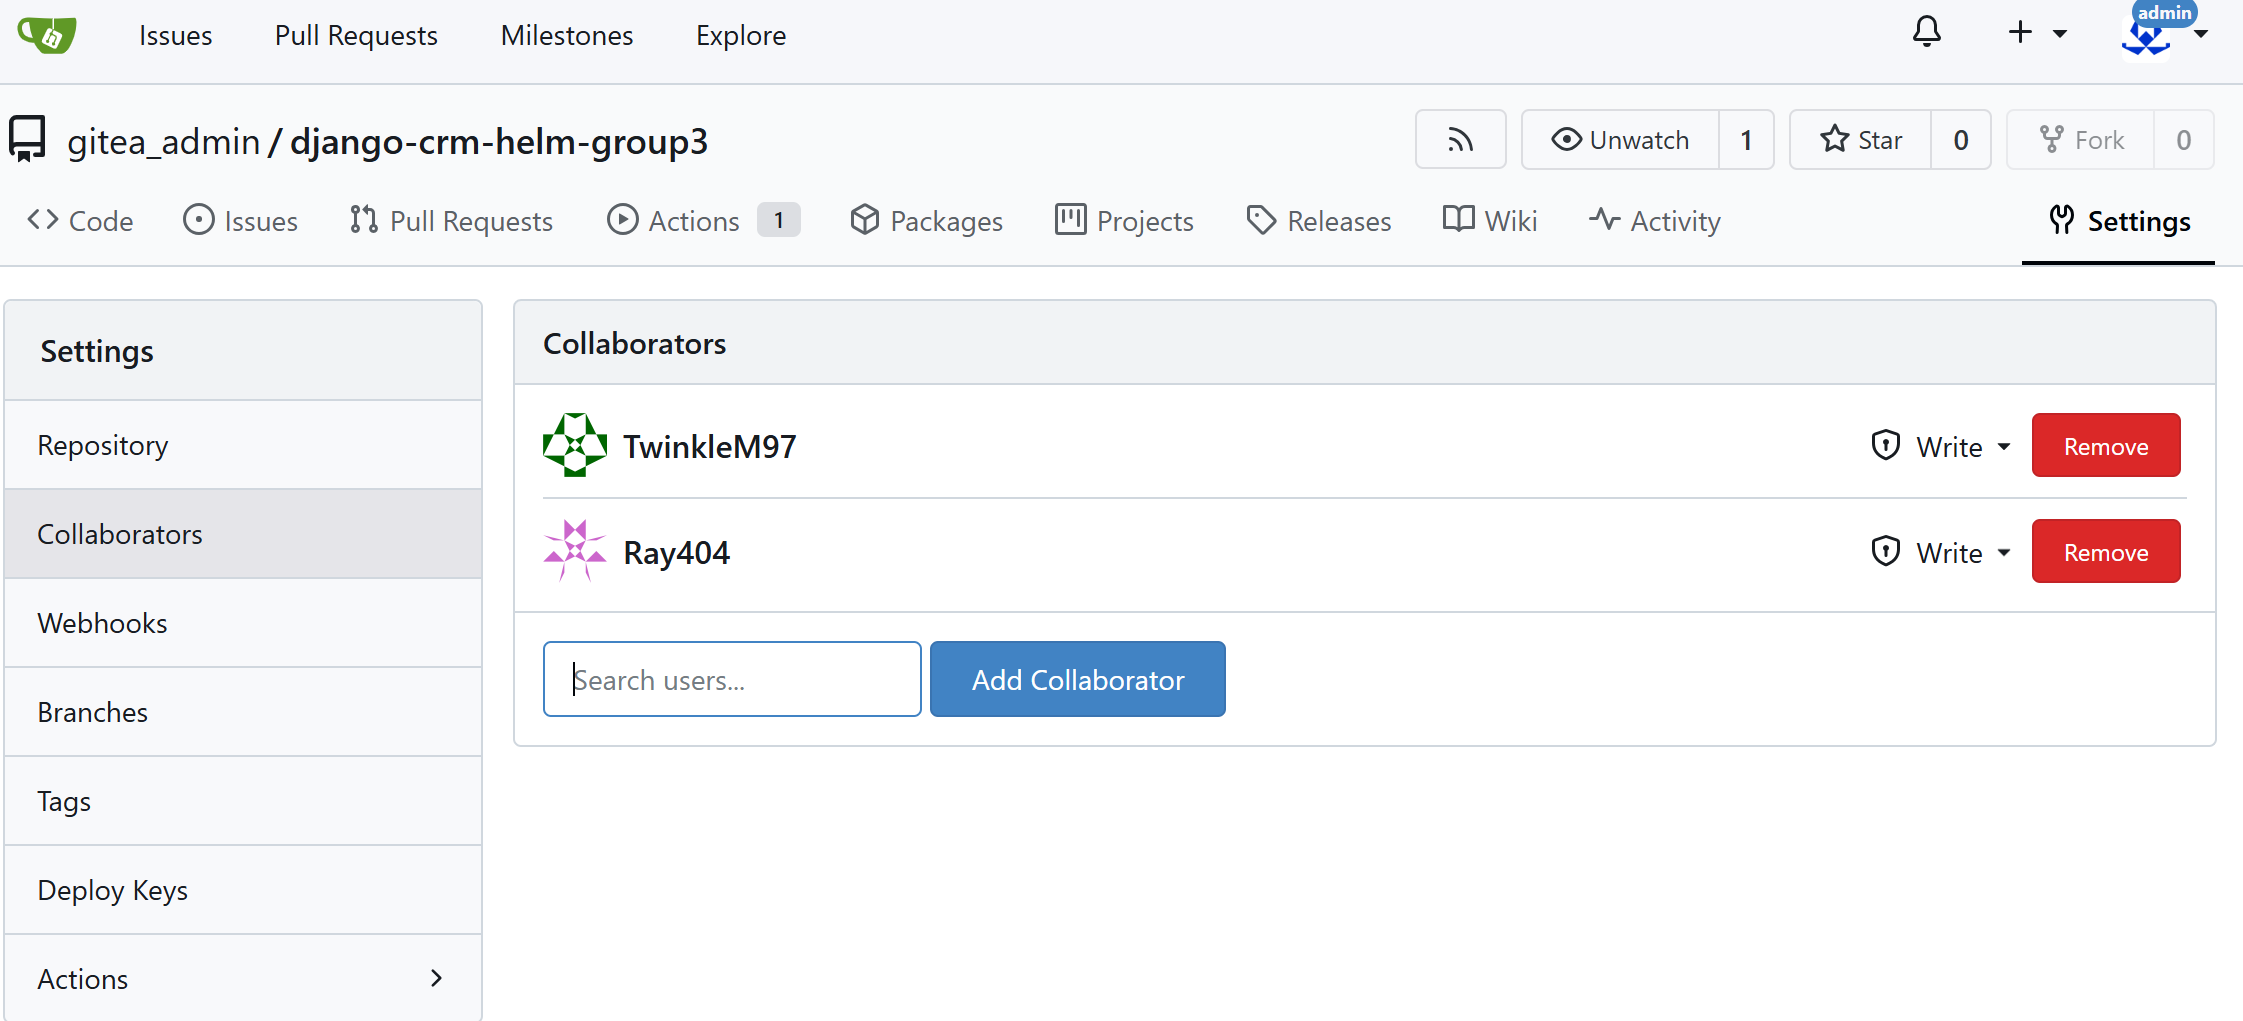 Issues Pull Requests Milestones Explore admin
gitea_admin / django-crm-helm-group3 Unwatch 1 Star 0 Fork 0
Code Issues Pull Requests Actions 1 Packages Projects Releases Wiki Activity Settings
Settings
Repository
Collaborators
Webhooks
Branches
Tags
Deploy Keys
Actions
Collaborators
TwinkleM97 Write Remove
Ray404 Write Remove
Search users... Add Collaborator